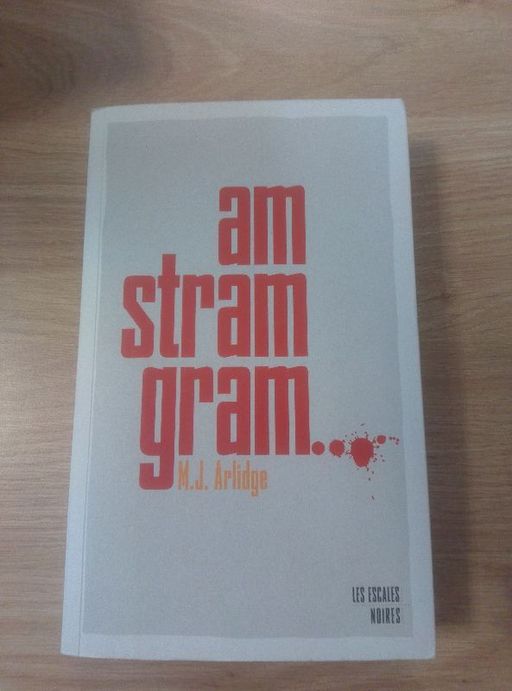 am
stram
gram...
M.J. Arlidge
LES ESCALES
NOIRES